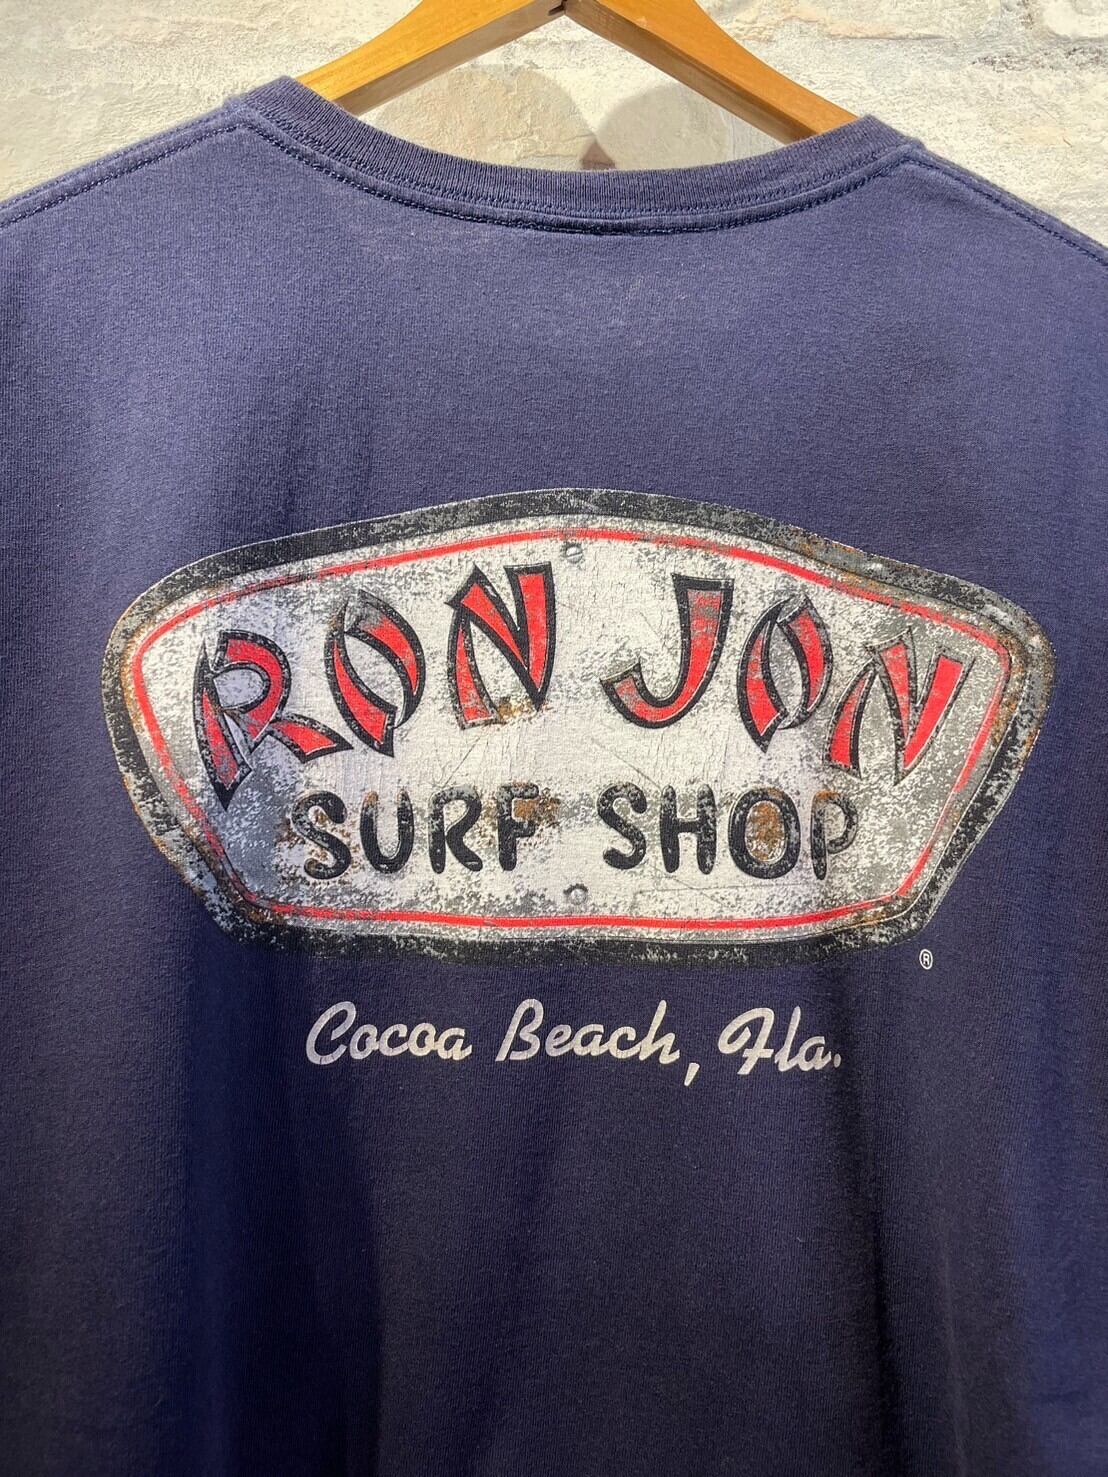 RON JON
SURF SHOP
®
Cocoa Beach, Fla.